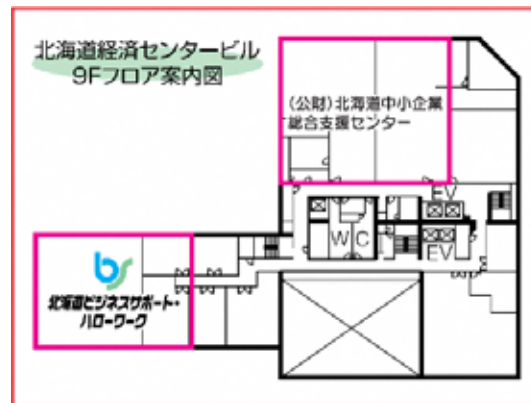 北海道経済センタービル
9Fフロア案内図
(公財)北海道中小企業
総合支援センター
EV
W C
EV
bs
北海道ビジネスサポート・
ハローワーク